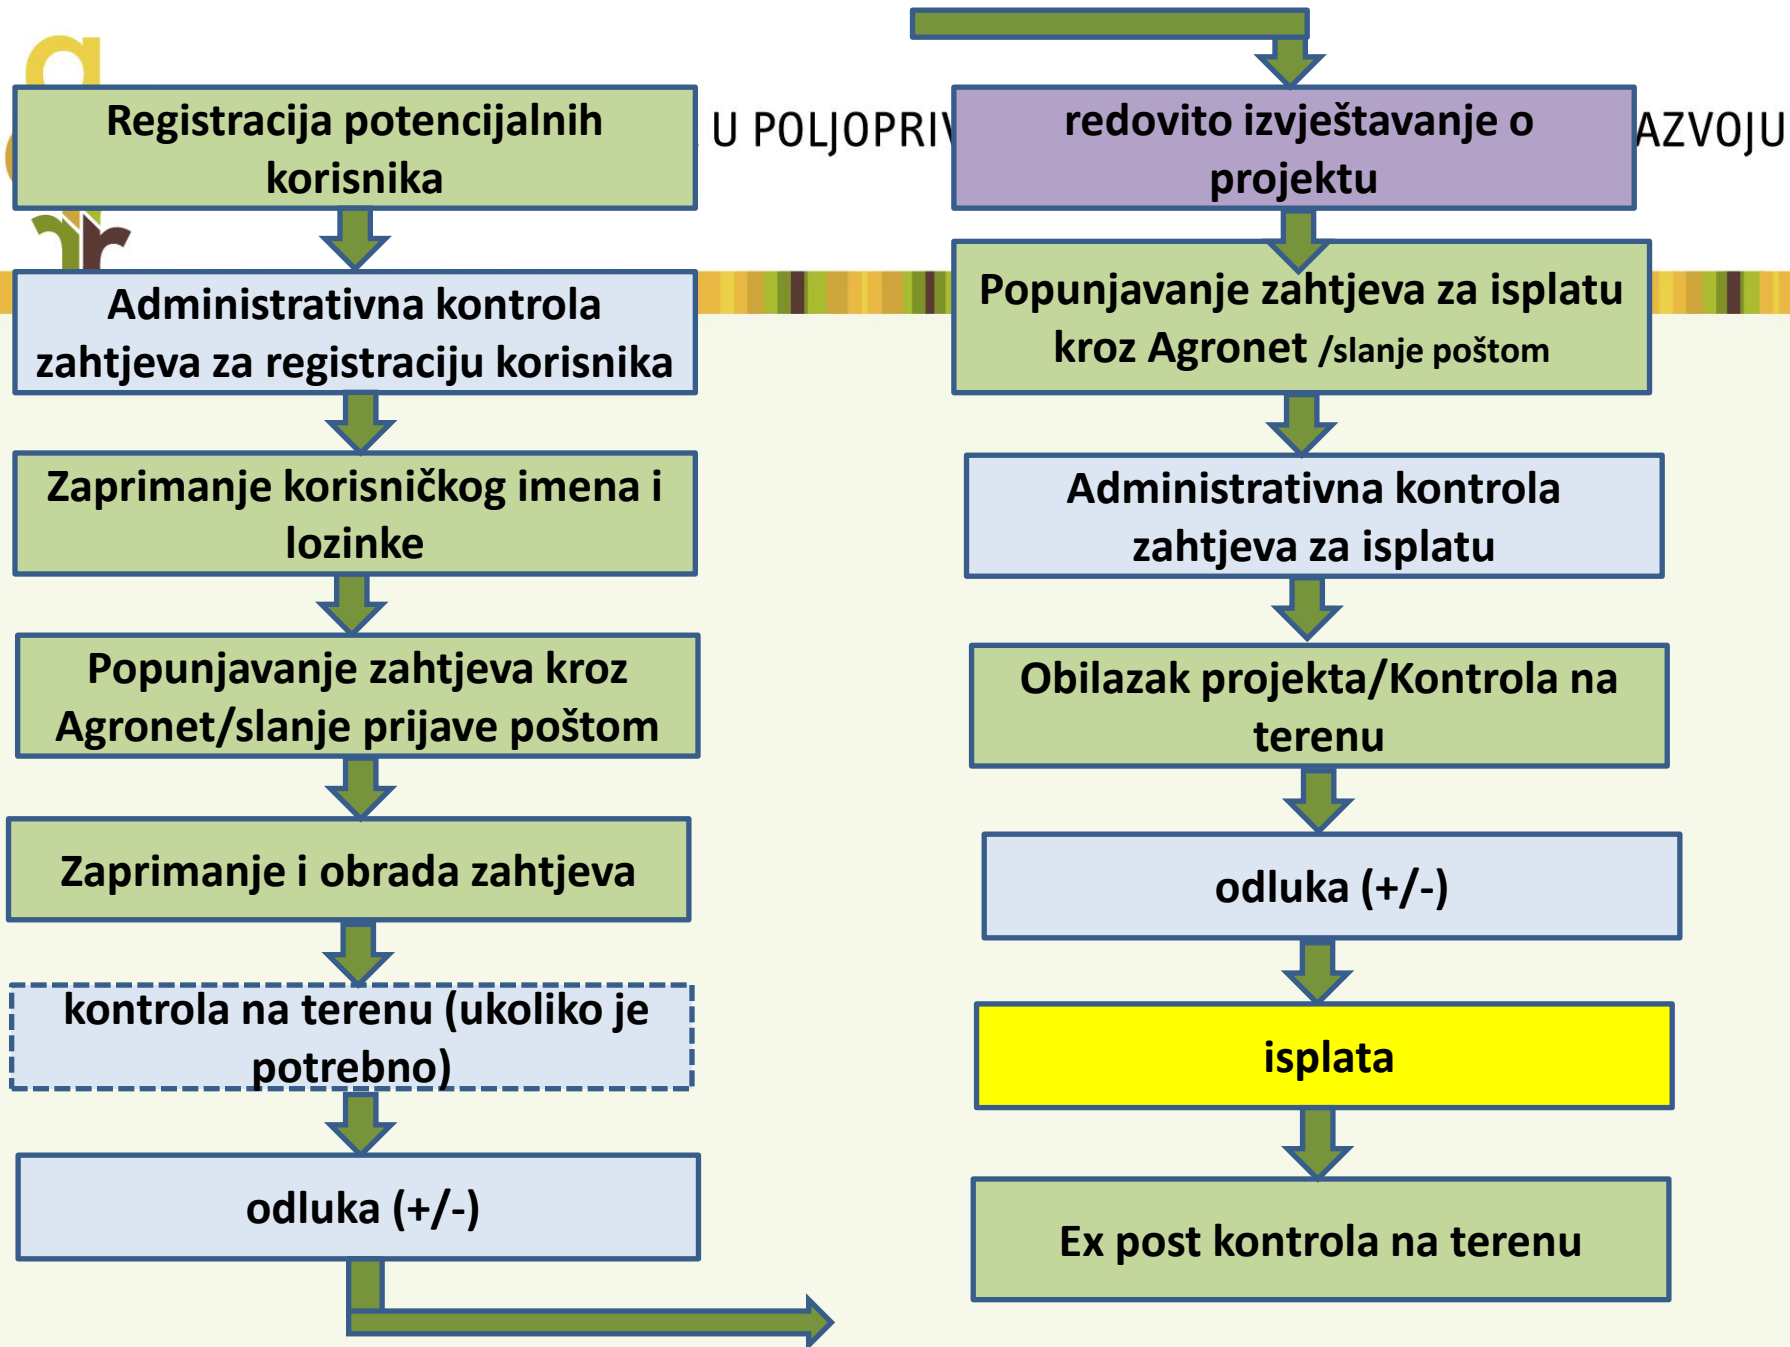 Registracija potencijalnih
korisnika
Administrativna kontrola
zahtjeva za registraciju korisnika
Zaprimanje korisničkog imena i
lozinke
Popunjavanje zahtjeva kroz
Agronet/slanje prijave poštom
Zaprimanje i obrada zahtjeva
kontrola na terenu (ukoliko je
potrebno)
odluka (+/-)
U
redovito izvještavanje o
projektu
Popunjavanje zahtjeva za isplatu
kroz Agronet /slanje poštom
Administrativna kontrola
zahtjeva za isplatu
Obilazak projekta/Kontrola na
terenu
odluka (+/-)
isplata
Ex post kontrola na terenu